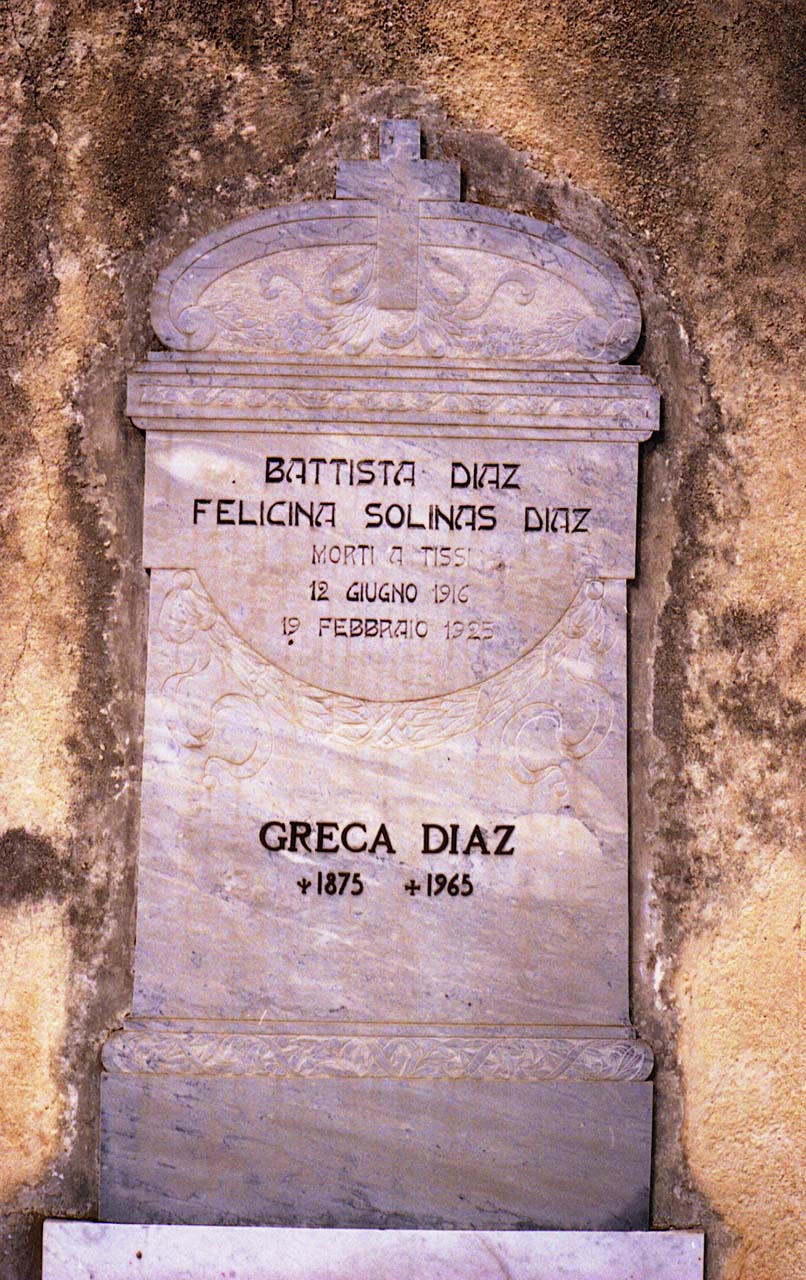 BATTISTA DIAZ
FELICINA SOLINAS DIAZ
MORTI A TISSI
12 GIUGNO 1916
19 FEBBRAIO 1925
GRECA DIAZ
1875 1965